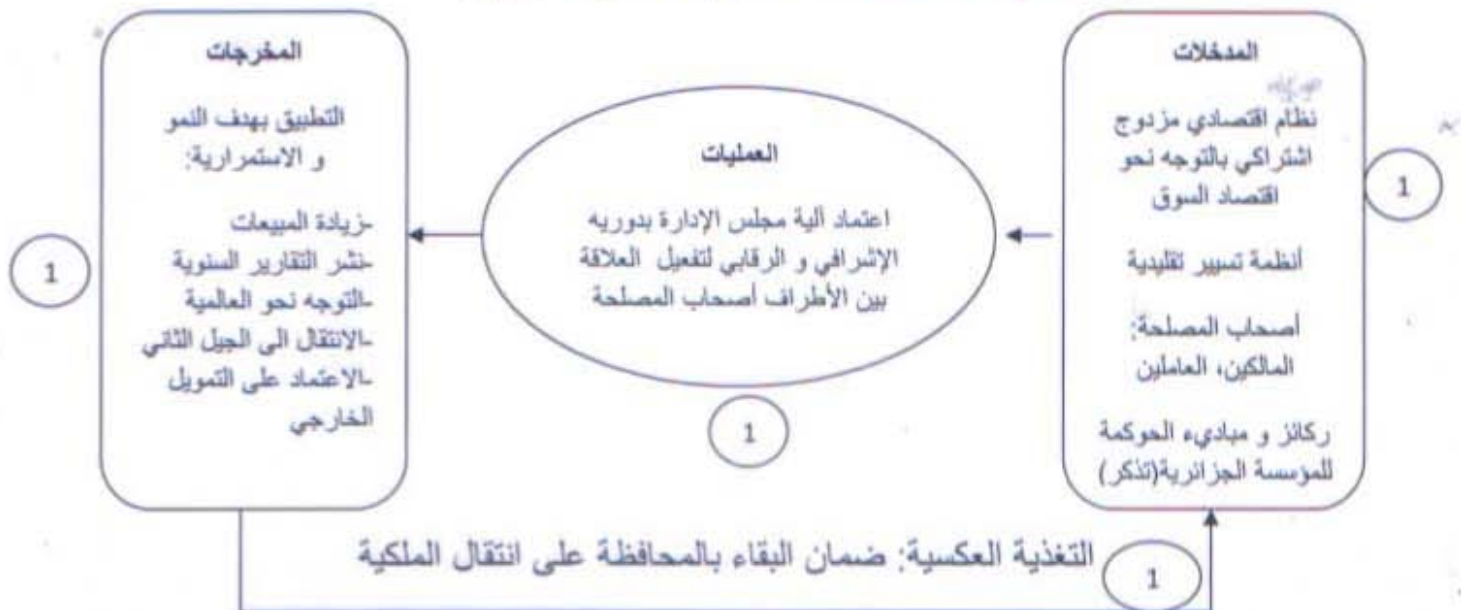 المدخلات
نظام اقتصادي مزدوج
اشتراكي بالتوجه نحو
اقتصاد السوق
أنظمة تسيير تقليدية
أصحاب المصلحة:
المالكين، العاملين
ركائز و مباديء الحوكمة
للمؤسسة الجزائرية(تذكر)
1
العمليات
اعتماد آلية مجلس الإدارة بدوريه
الإشرافي و الرقابي لتفعيل العلاقة
بين الأطراف أصحاب المصلحة
1
المخرجات
التطبيق بهدف النمو
و الاستمرارية:
-زيادة المبيعات
-نشر التقارير السنوية
-التوجه نحو العالمية
-الانتقال الى الجيل الثاني
-الاعتماد على التمويل
الخارجي
1
التغذية العكسية: ضمان البقاء بالمحافظة على انتقال الملكية
1